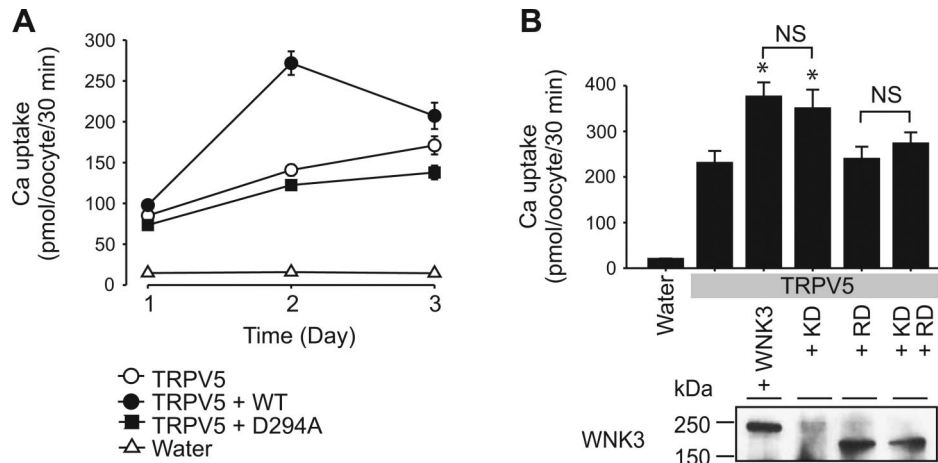 A
Ca uptake
(pmol/oocyte/30 min)
300
250
200
150
100
50
0
1
2
3
Time (Day)
TRPV5
TRPV5 + WT
TRPV5 + D294A
Water
B
Ca uptake
(pmol/oocyte/30 min)
400
300
200
100
0
NS
*
*
NS
TRPV5
Water
+ WNK3
+ KD
+ RD
+ KD
+ RD
kDa
WNK3
250
150